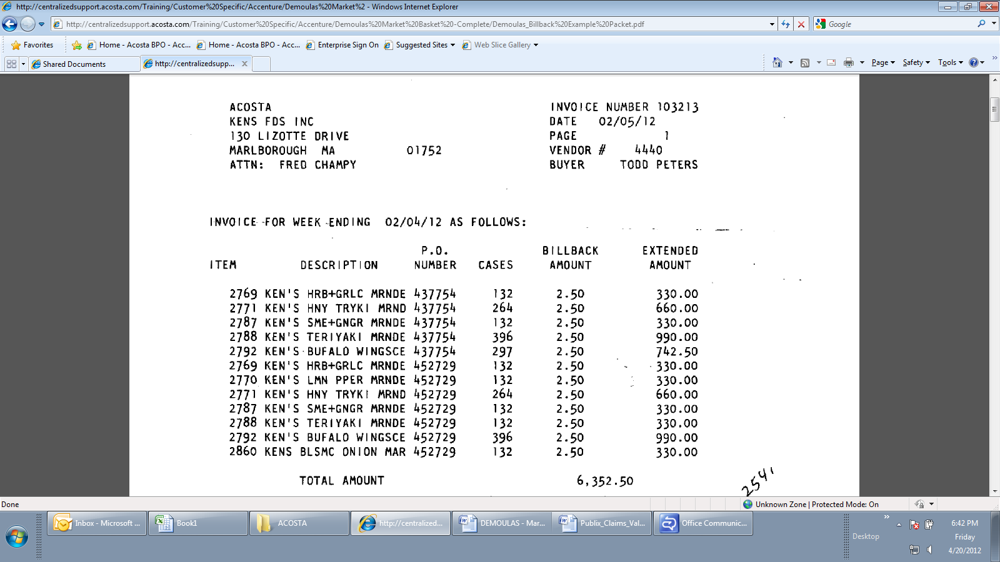 http://centralizedsupport.acosta.com/Training/Customer%20Specific/Accenture/Demoulas%20Market%2 - Windows Internet Explorer
http://centralizedsupport.acosta.com/Training/Customer%20Specific/Accenture/Demoulas%20Market%20Basket%20-Complete/Demoulas_Billback%20Example%20Packet.pdf Google
Favorites Home - Acosta BPO - Acc... Home - Acosta BPO - Acc... Enterprise Sign On Suggested Sites Web Slice Gallery
Shared Documents http://centralizedsupp... Page Safety Tools
ACOSTA INVOICE NUMBER 103213
KENS FDS INC DATE 02/05/12
130 LIZOTTE DRIVE PAGE 1
MARLBOROUGH MA 01752 VENDOR # 4440
ATTN: FRED CHAMPY BUYER TODD PETERS
INVOICE FOR WEEK ENDING 02/04/12 AS FOLLOWS:
P.O. BILLBACK EXTENDED
ITEM DESCRIPTION NUMBER CASES AMOUNT AMOUNT
2769 KEN'S HRB+GRLC MRNDE 437754 132 2.50 330.00
2771 KEN'S HNY TRYKI MRND 437754 264 2.50 660.00
2787 KEN'S SME+GNGR MRNDE 437754 132 2.50 330.00
2788 KEN'S TERIYAKI MRNDE 437754 396 2.50 990.00
2792 KEN'S BUFALO WINGSCE 437754 297 2.50 742.50
2769 KEN'S HRB+GRLC MRNDE 452729 132 2.50 330.00
2770 KEN'S LMN PPER MRNDE 452729 132 2.50 330.00
2771 KEN'S HNY TRYKI MRND 452729 264 2.50 660.00
2787 KEN'S SME+GNGR MRNDE 452729 132 2.50 330.00
2788 KEN'S TERIYAKI MRNDE 452729 132 2.50 330.00
2792 KEN'S BUFALO WINGSCE 452729 396 2.50 990.00
2860 KENS BLSMC ONION MAR 452729 132 2.50 330.00
TOTAL AMOUNT 6,352.50
Done Unknown Zone | Protected Mode: On
Inbox - Microsoft ... Book1 ACOSTA http://centralized... DEMOULAS - Mar... Publix_Claims_Val... Office Communic... Desktop
6:42 PM
Friday
4/20/2012